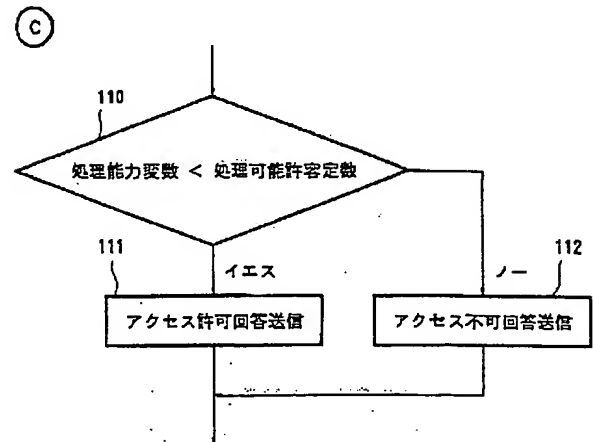 C
110
処理能力変数 < 処理可能許容定数
111
イエス
ノー
112
アクセス許可回答送信
アクセス不可回答送信